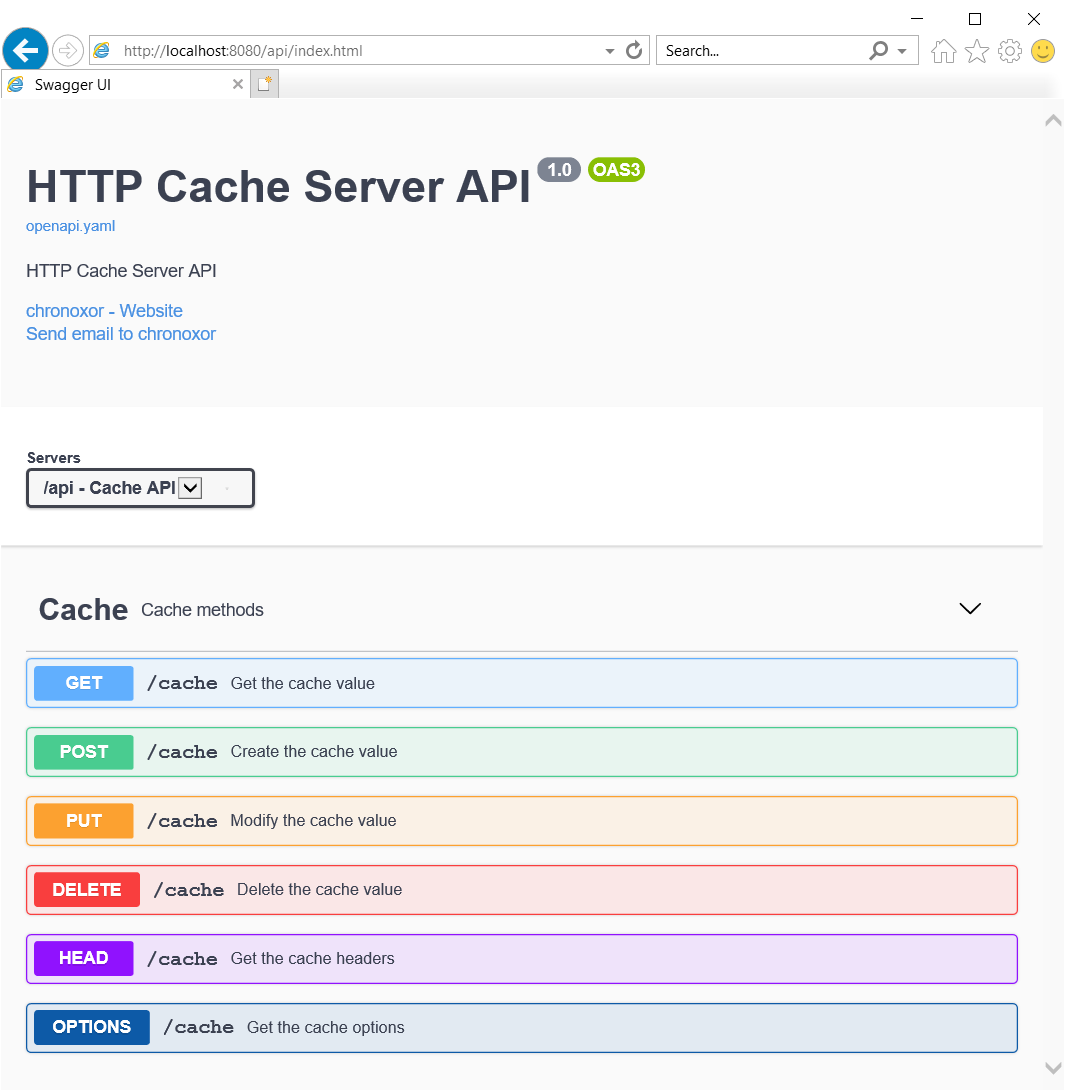 http://localhost:8080/api/index.html
Search...
Swagger UI
HTTP Cache Server API 1.0 OAS3
openapi.yaml
HTTP Cache Server API
chronoxor - Website
Send email to chronoxor
Servers
/api - Cache API
Cache Cache methods
GET /cache Get the cache value
POST /cache Create the cache value
PUT /cache Modify the cache value
DELETE /cache Delete the cache value
HEAD /cache Get the cache headers
OPTIONS /cache Get the cache options